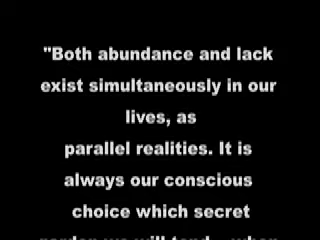 "Both abundance and lack
exist simultaneously in our
lives, as
parallel realities. It is
always our conscious
choice which secret
we will tend... when